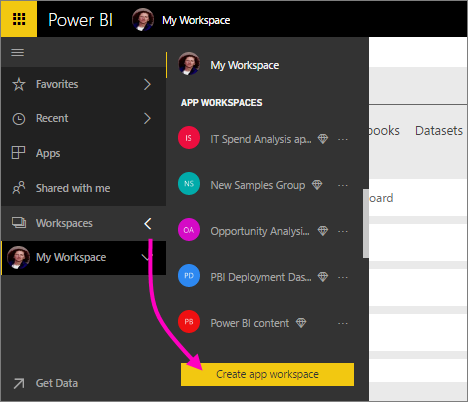 Power BI My Workspace
My Workspace
Favorites
APP WORKSPACES
Recent
IS IT Spend Analysis ap... ...
books Datasets
Apps
Shared with me
NS New Samples Group ...
oard
Workspaces
OA Opportunity Analysi... ...
My Workspace
PD PBI Deployment Das... ...
PB Power BI content ...
Create app workspace
Get Data